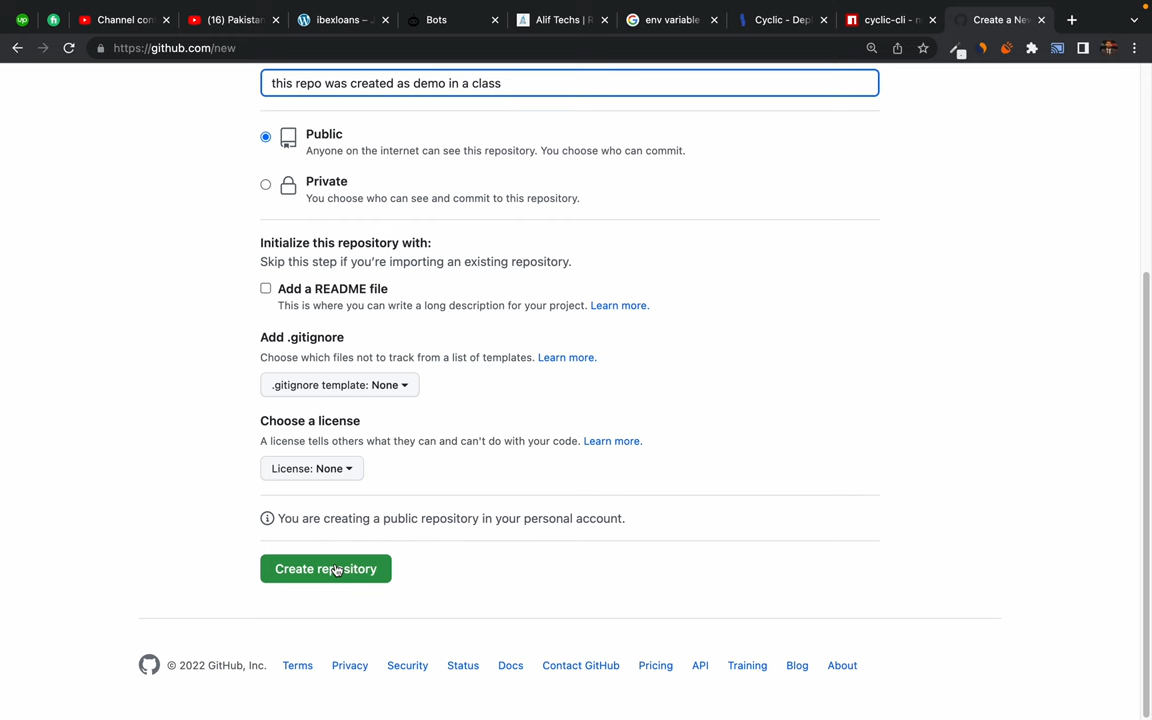 Channel con
(16) Pakistan
ibexloans –
Bots
Alif Techs | R
env variable
Cyclic - Depl
cyclic-cli - n
Create a New
https://github.com/new
this repo was created as demo in a class
Public
Anyone on the internet can see this repository. You choose who can commit.
Private
You choose who can see and commit to this repository.
Initialize this repository with:
Skip this step if you're importing an existing repository.
Add a README file
This is where you can write a long description for your project. Learn more.
Add .gitignore
Choose which files not to track from a list of templates. Learn more.
.gitignore template: None
Choose a license
A license tells others what they can and can't do with your code. Learn more.
License: None
You are creating a public repository in your personal account.
Create repository
© 2022 GitHub, Inc. Terms Privacy Security Status Docs Contact GitHub Pricing API Training Blog About